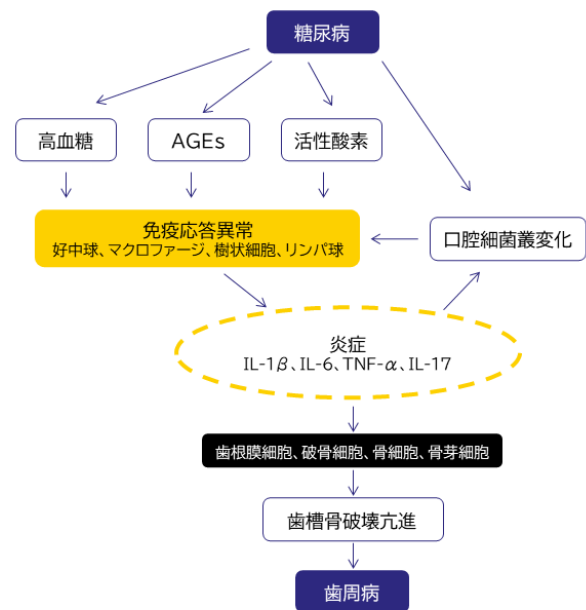 糖尿病
高血糖
AGEs
活性酸素
免疫応答異常
好中球、マクロファージ、樹状細胞、リンパ球
口腔細菌叢変化
炎症
IL-1β、IL-6、TNF-α、IL-17
歯根膜細胞、破骨細胞、骨細胞、骨芽細胞
歯槽骨破壊亢進
歯周病